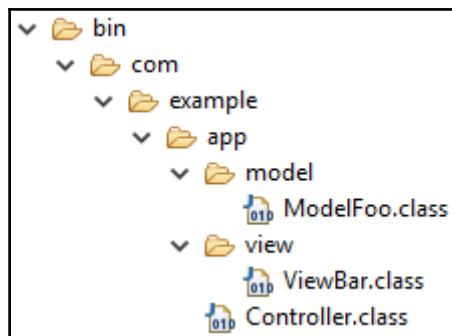 bin
com
example
app
model
ModelFoo.class
view
ViewBar.class
Controller.class